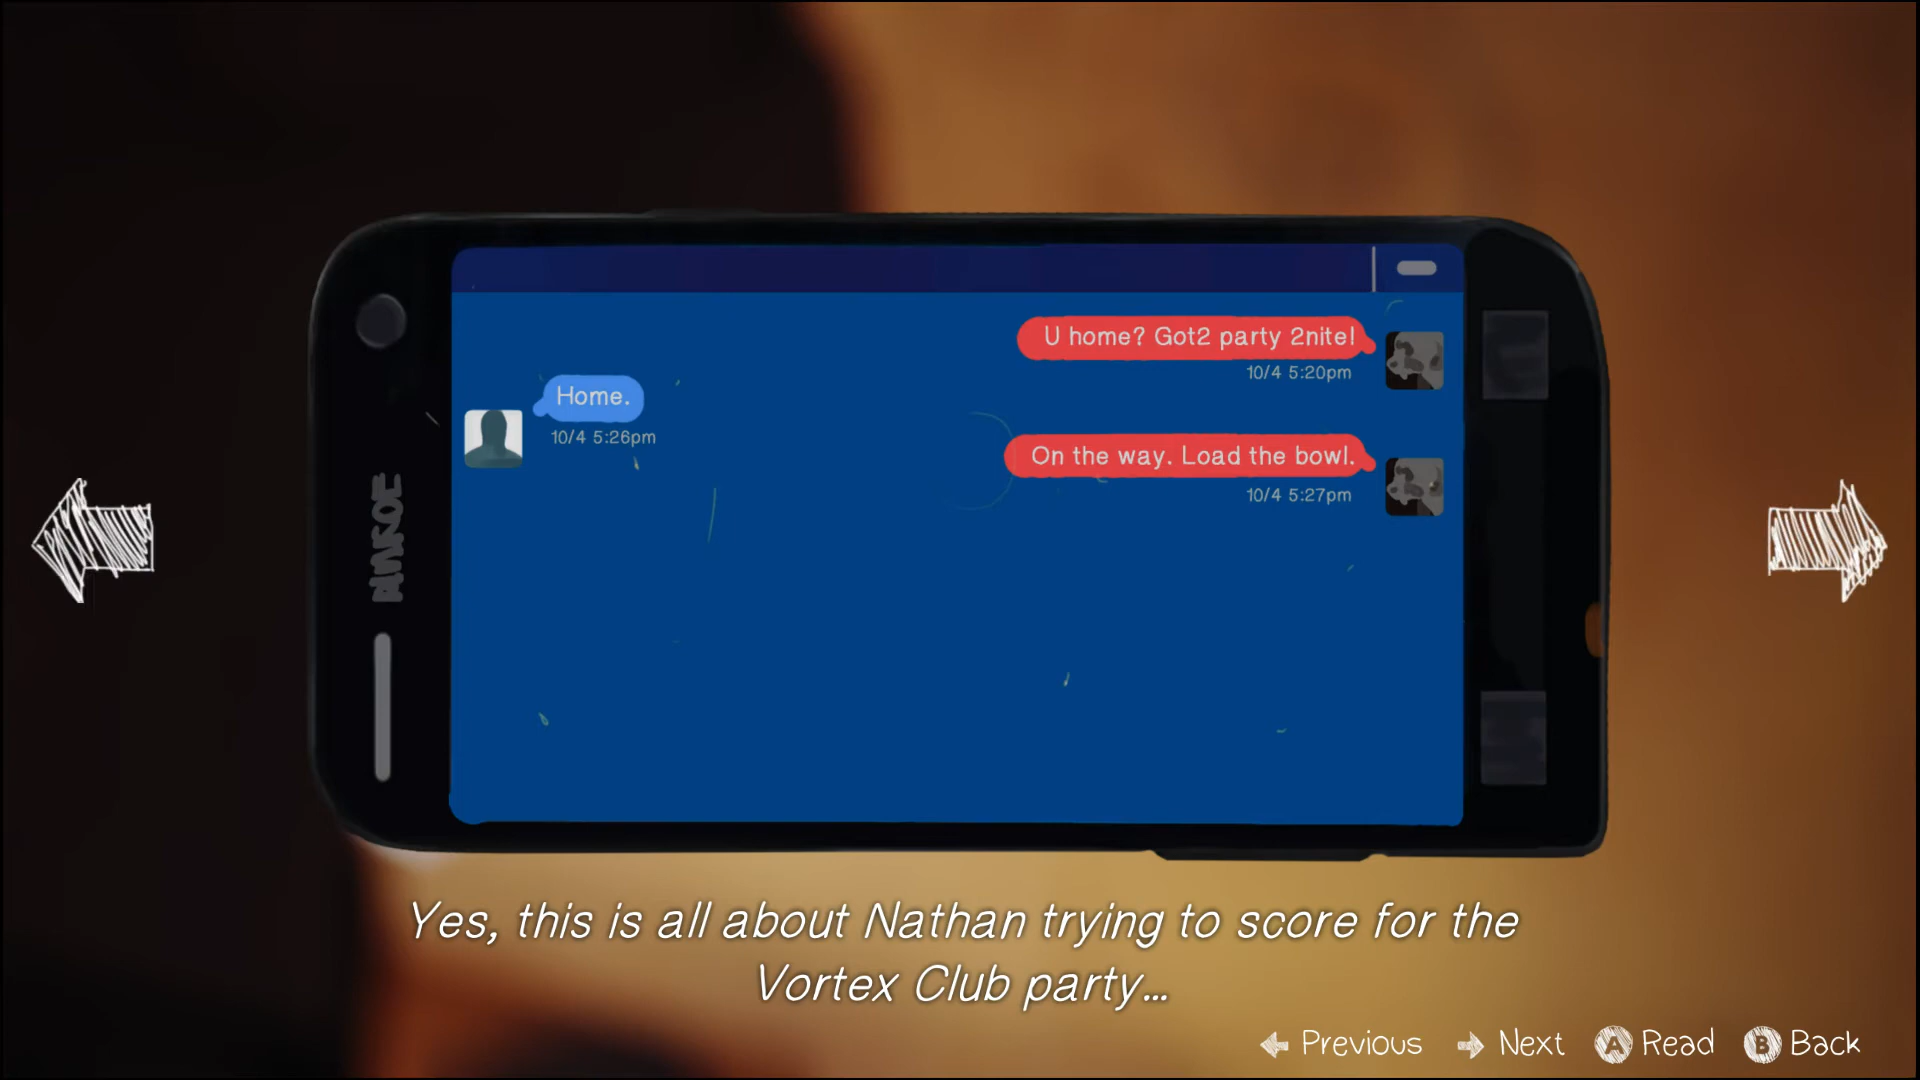 U home? Got2 party 2nite!
10/4 5:20pm
Home.
10/4 5:26pm
On the way. Load the bowl.
10/4 5:27pm
Yes, this is all about Nathan trying to score for the
Vortex Club party...
Previous Next A Read B Back